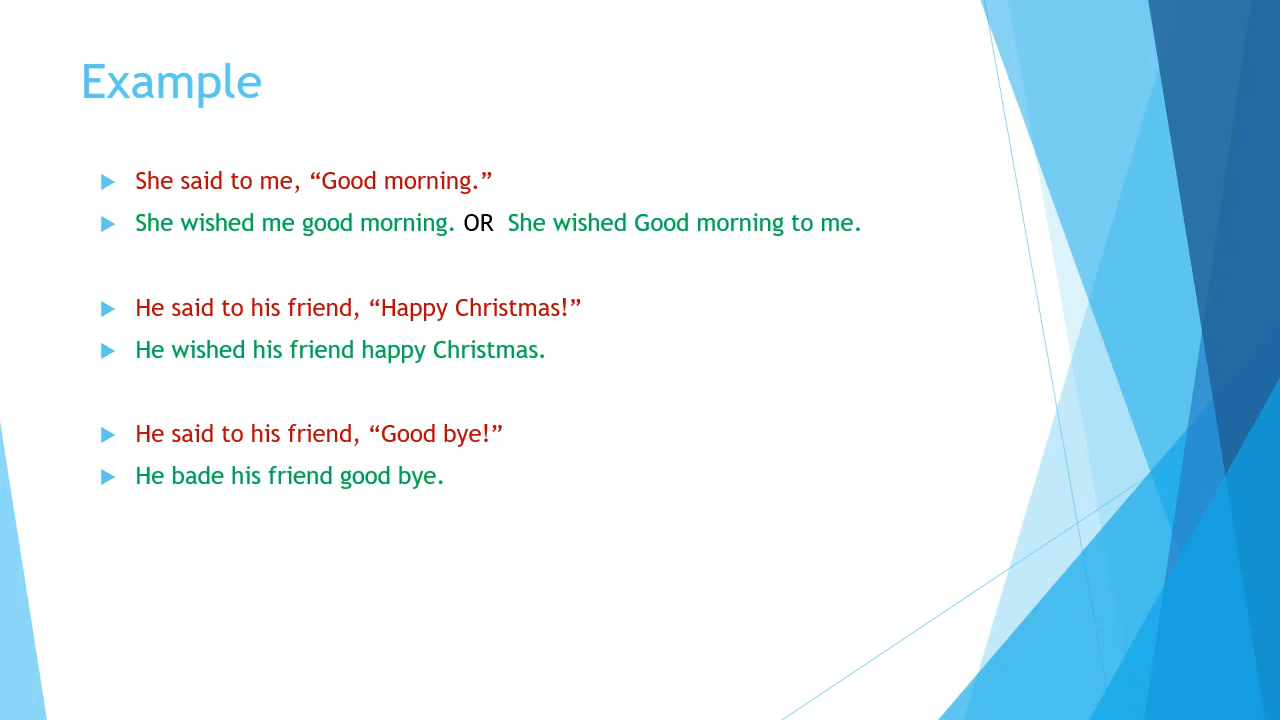 Example
She said to me, “Good morning.”
She wished me good morning. OR She wished Good morning to me.
He said to his friend, “Happy Christmas!”
He wished his friend happy Christmas.
He said to his friend, “Good bye!”
He bade his friend good bye.